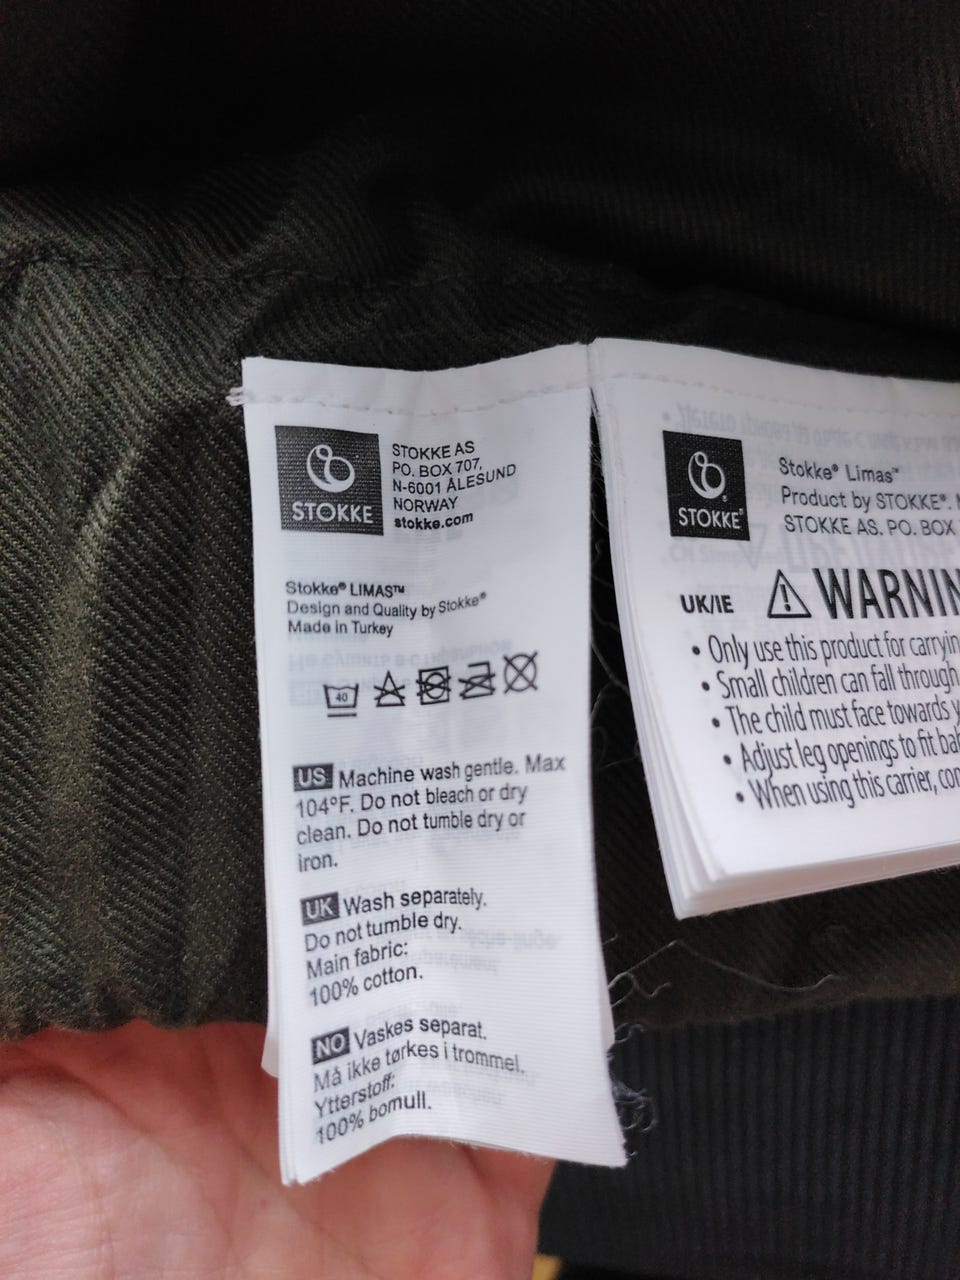 STOKKE
STOKKE AS
PO. BOX 707,
N-6001 ÅLESUND
NORWAY
stokke.com
Stokke® LIMAS™
Design and Quality by Stokke®
Made in Turkey
40
US Machine wash gentle. Max
104°F. Do not bleach or dry
clean. Do not tumble dry or
iron.
UK Wash separately.
Do not tumble dry.
Main fabric:
100% cotton.
NO Vaskes separat.
Må ikke tørkes i trommel.
Ytterstoff:
100% bomull.
STOKKE®
Stokke® Limas™
Product by STOKKE®.
STOKKE AS. PO. BOX
UK/IE WARNIN
• Only use this product for carryin
• Small children can fall through
• The child must face towards y
• Adjust leg openings to fit ba
• When using this carrier, con